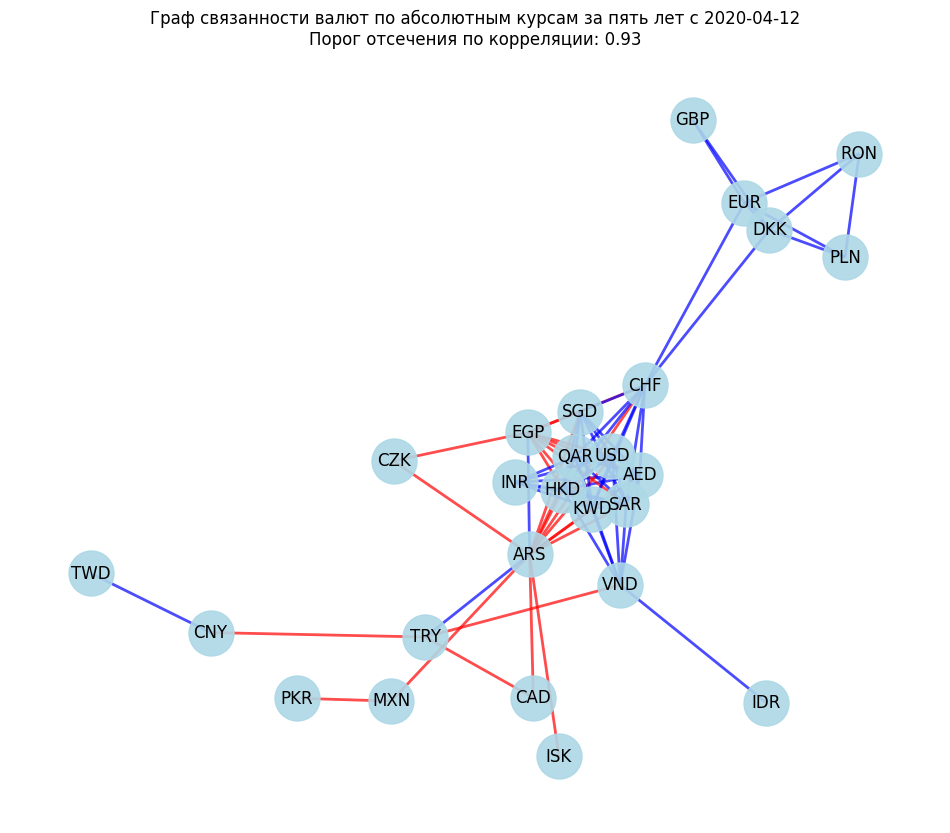 Граф связанности валют по абсолютным курсам за пять лет с 2020-04-12
Порог отсечения по корреляции: 0.93
GBP
RON
EUR
DKK
PLN
CHF
SGD
EGP
CZK
QAR
USD
INR
HKD
AED
KWD
SAR
ARS
TWD
VND
CNY
TRY
PKR
MXN
CAD
IDR
ISK